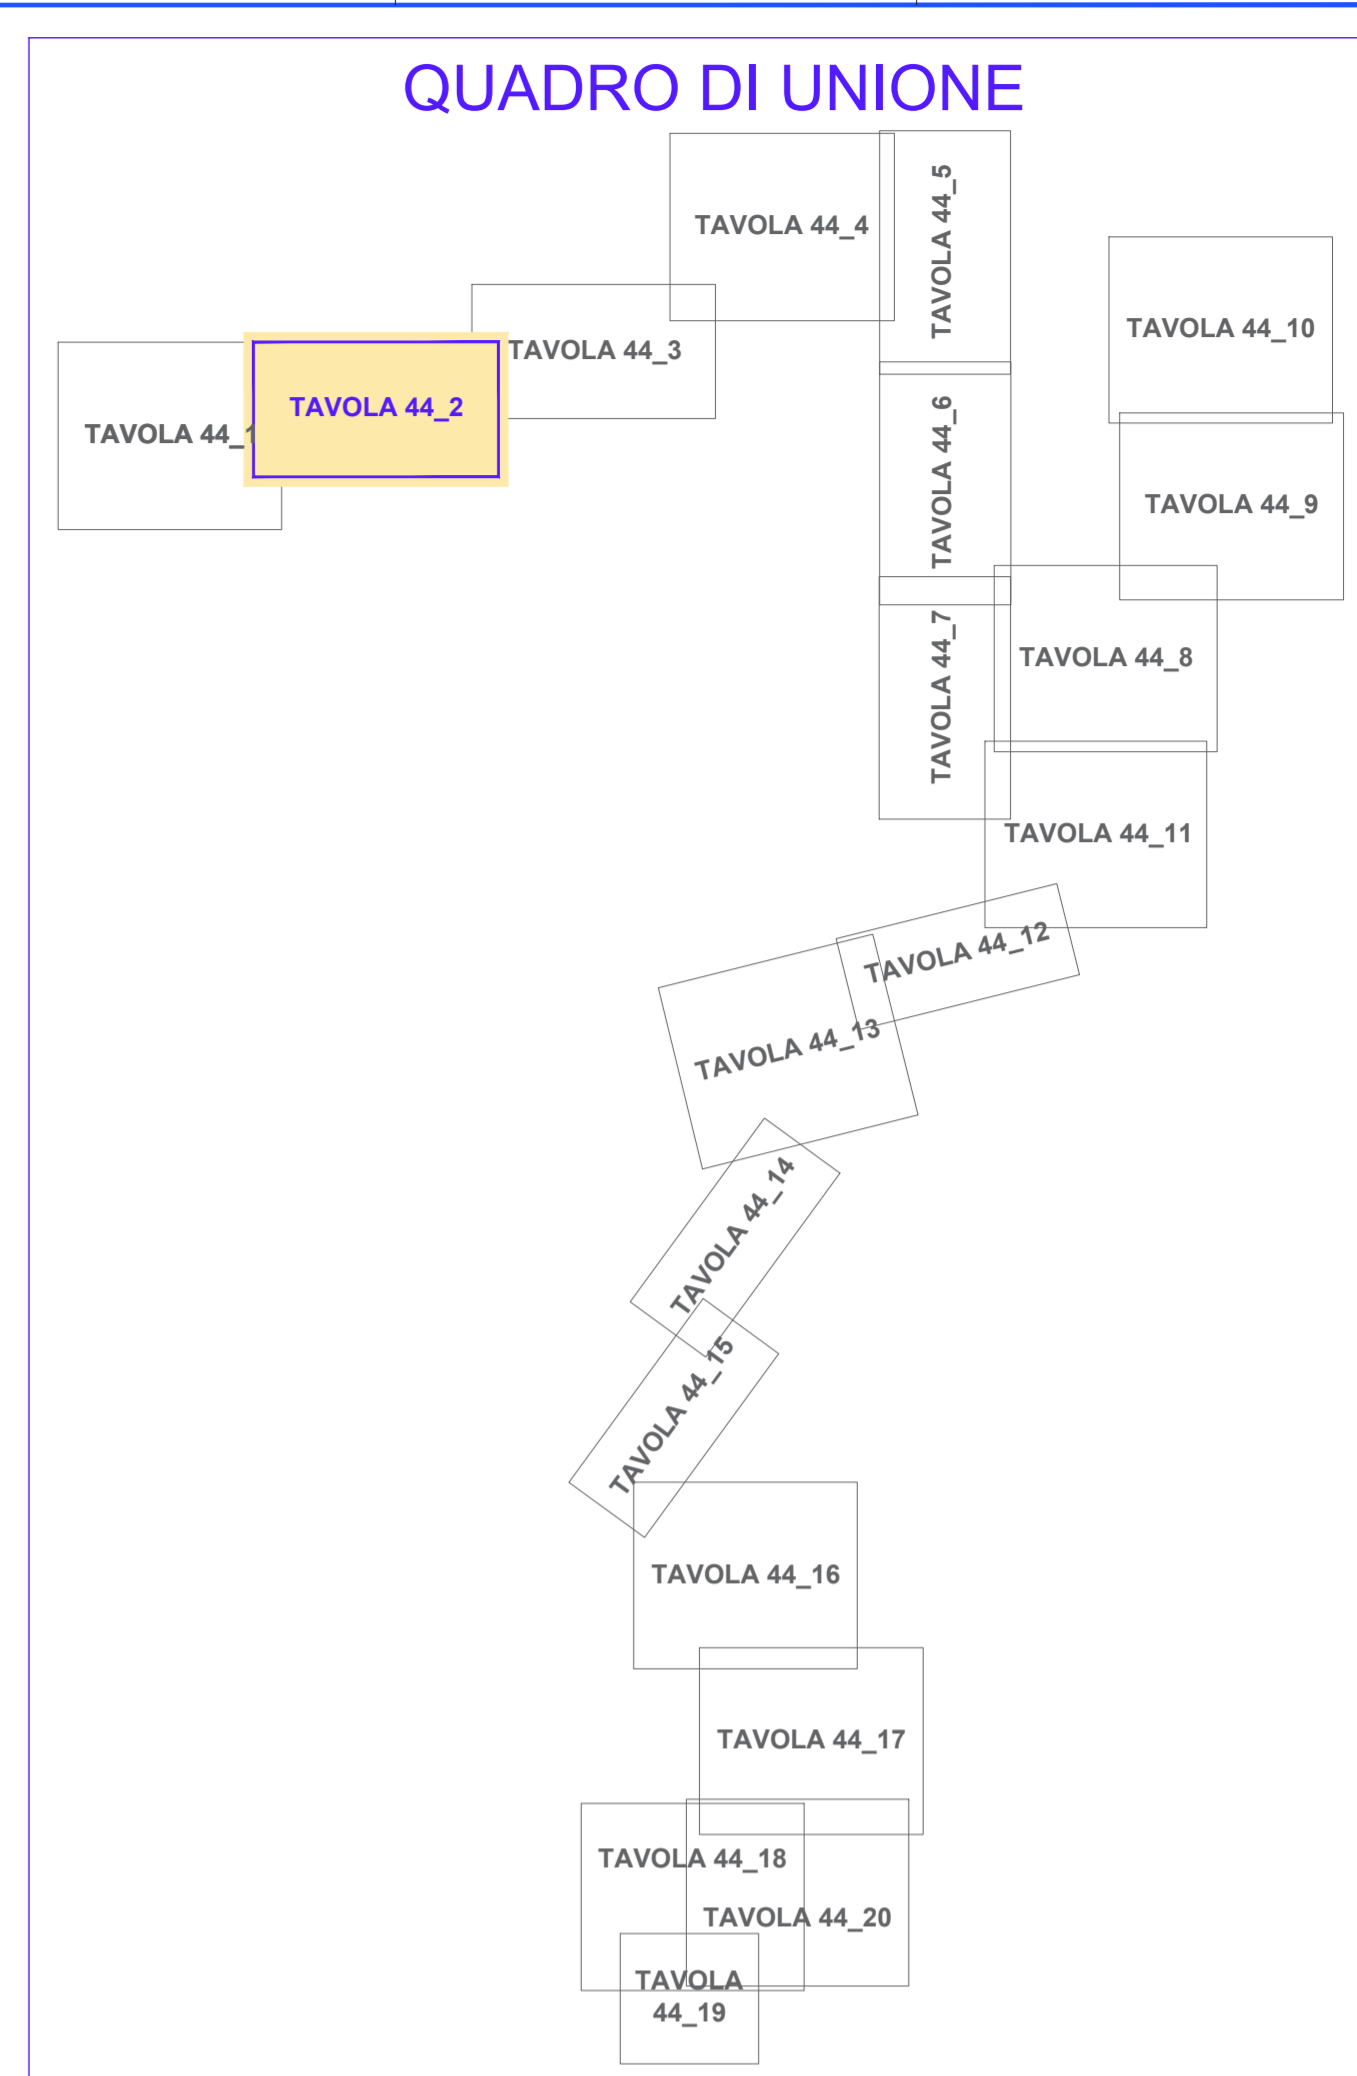 QUADRO DI UNIONE
TAVOLA 44_4
TAVOLA 44_5
TAVOLA 44_10
TAVOLA 44_3
TAVOLA 44_2
TAVOLA 44_1
TAVOLA 44_6
TAVOLA 44_9
TAVOLA 44_7
TAVOLA 44_8
TAVOLA 44_11
TAVOLA 44_12
TAVOLA 44_13
TAVOLA 44_14
TAVOLA 44_15
TAVOLA 44_16
TAVOLA 44_17
TAVOLA 44_18
TAVOLA 44_20
TAVOLA
44_19